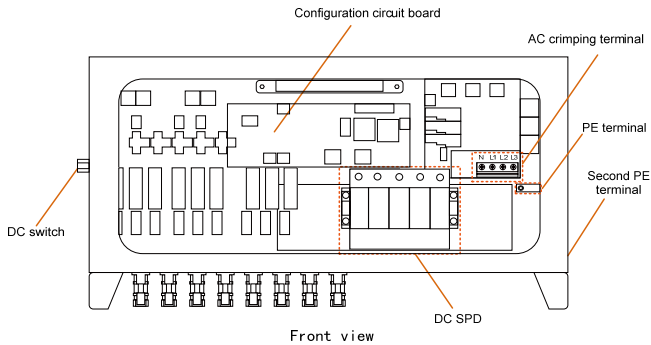 Configuration circuit board
AC crimping terminal
PE terminal
N L1 L2 L3
Second PE
terminal
DC switch
DC SPD
Front view